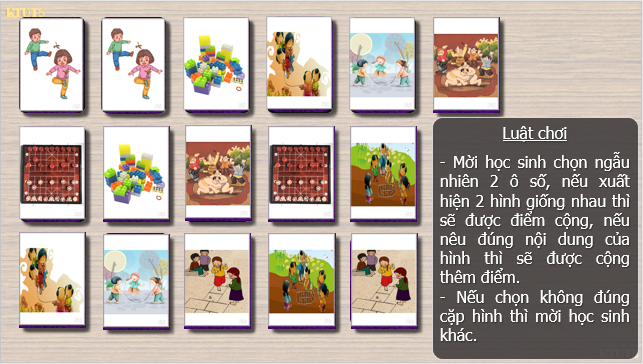 KTUTS
Luật chơi
- Mời học sinh chọn ngẫu
nhiên 2 ô số, nếu xuất
hiện 2 hình giống nhau thì
sẽ được điểm cộng, nếu
nêu đúng nội dung của
hình thì sẽ được cộng
thêm điểm.
- Nếu chọn không đúng
cặp hình thì mời học sinh
khác.